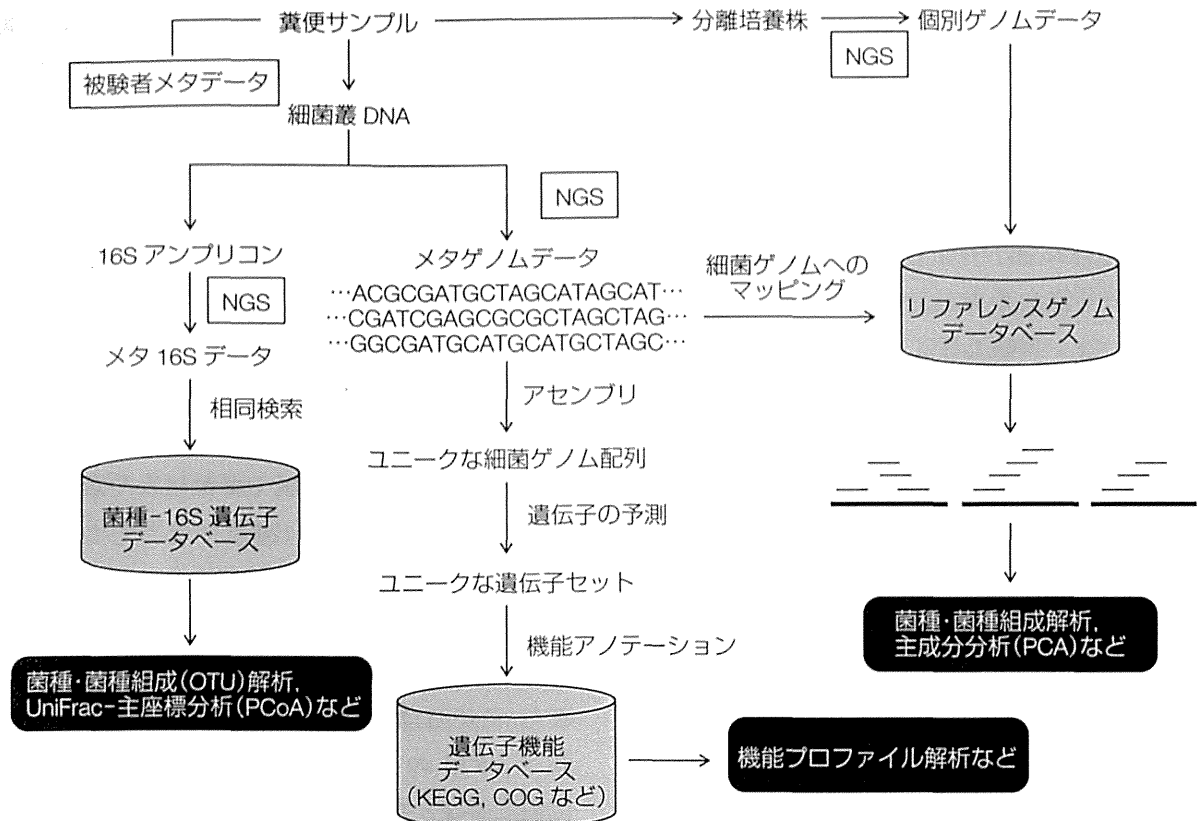 糞便サンプル
分離培養株
個別ゲノムデータ
NGS
被験者メタデータ
細菌叢 DNA
NGS
16S アンプリコン
NGS
メタ 16S データ
相同検索
菌種-16S 遺伝子
データベース
菌種・菌種組成(OTU)解析,
UniFrac-主座標分析(PCoA)など
メタゲノムデータ
…ACGCGATGCTAGCATAGCAT…
…CGATCGAGCGCGCTAGCTAG…
…GGCGATGCATGCATGCTAGC…
アセンブリ
ユニークな細菌ゲノム配列
遺伝子の予測
ユニークな遺伝子セット
機能アノテーション
遺伝子機能
データベース
(KEGG, COG など)
機能プロファイル解析など
細菌ゲノムへの
マッピング
リファレンスゲノム
データベース
菌種・菌種組成解析,
主成分分析(PCA)など